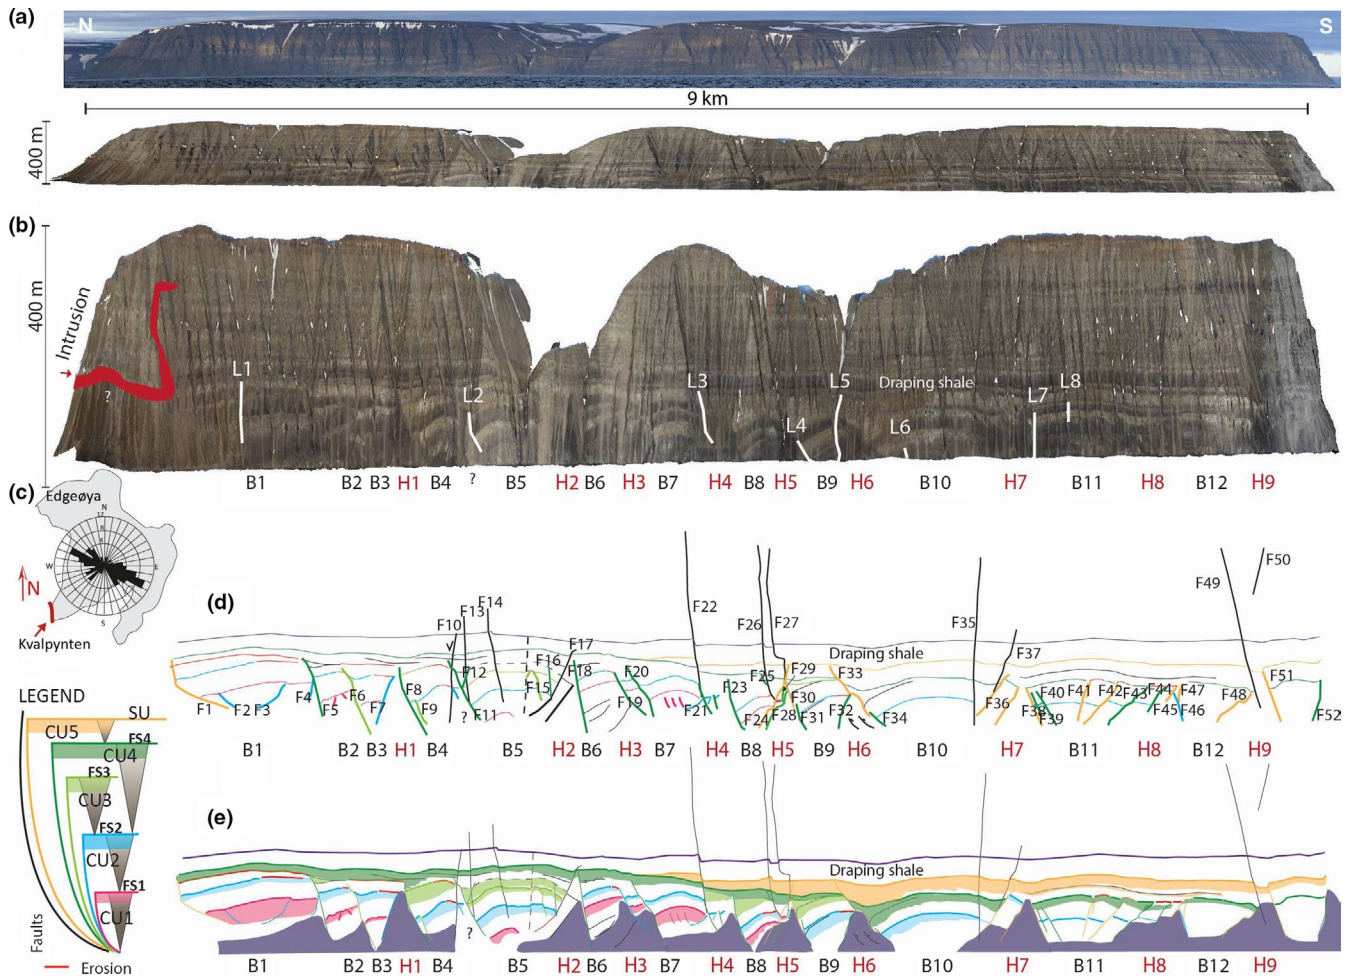 (a) N S
9 km
400 m
(b)
400 m
Intrusion
?
L1 L2 L3 L4 L5 L6 L7 L8
Draping shale
B1 B2 B3 H1 B4 ? B5 H2 B6 H3 B7 H4 B8 H5 B9 H6 B10 H7 B11 H8 B12 H9
(c)
Edgeøya
N
12
8
4
W E
S
N
Kvalpynten
(d)
F1 F2 F3 F4 F5 F6 F7 F8 F9 F10 F11 F12 F13 F14 F15 F16 F17 F18 F19 F20 F21 F22 F23 F24 F25 F26 F27 F28 F29 F30 F31 F32 F33 F34 F35 F36 F37 F38 F39 F40 F41 F42 F43 F44 F45 F46 F47 F48 F49 F50 F51 F52
Draping shale
?
B1 B2 B3 H1 B4 B5 H2 B6 H3 B7 H4 B8 H5 B9 H6 B10 H7 B11 H8 B12 H9
LEGEND
SU
CU5
FS4
CU4
FS3
CU3
FS2
CU2
FS1
CU1
Faults
Erosion
(e)
Draping shale
?
B1 B2 B3 H1 B4 B5 H2 B6 H3 B7 H4 B8 H5 B9 H6 B10 H7 B11 H8 B12 H9